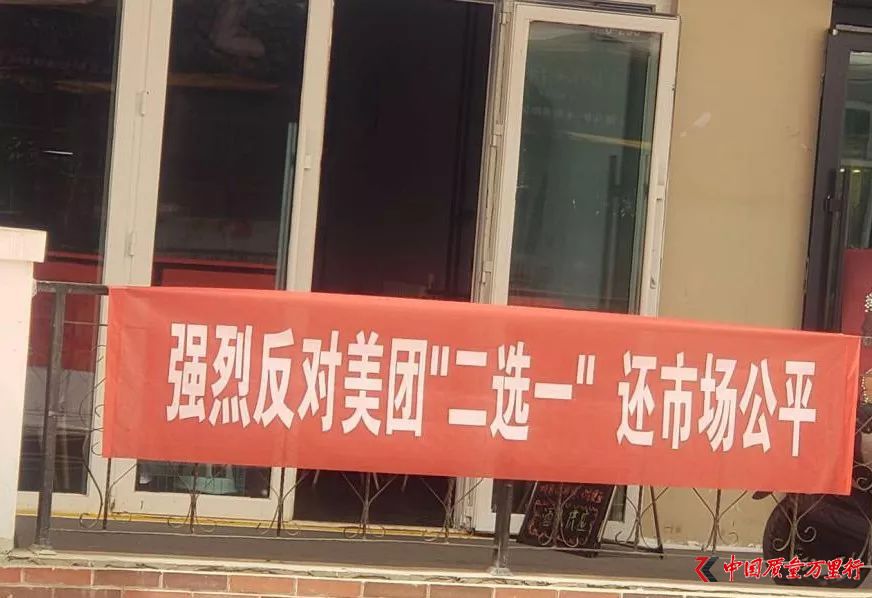 强烈反对美团"二选一" 还市场公平
中国质量万里行